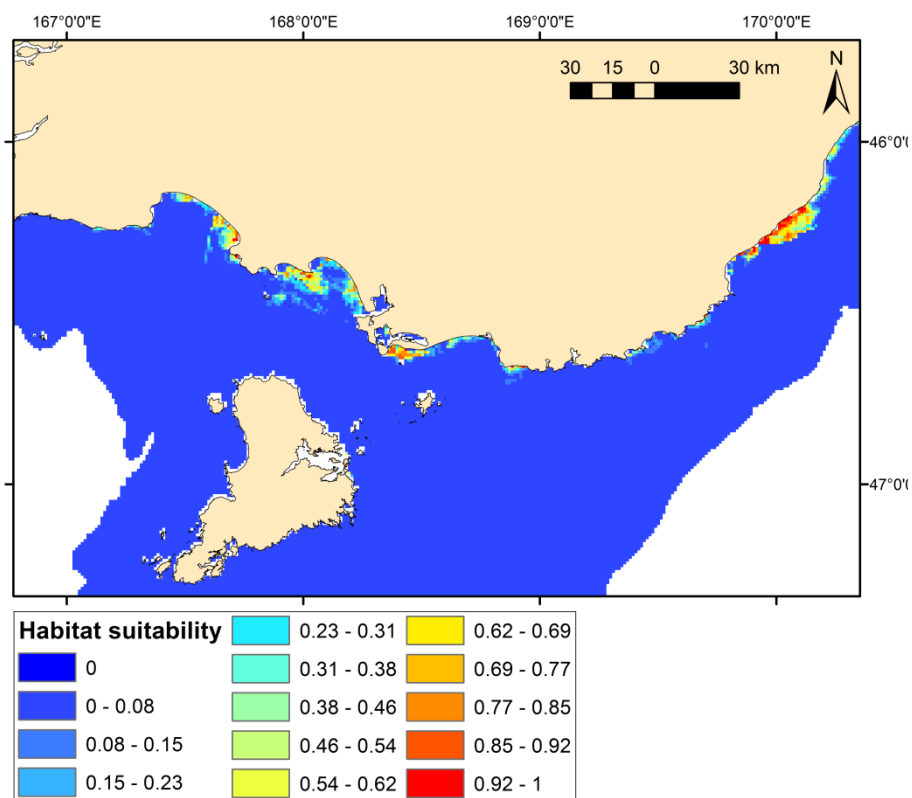 167°0'0"E 168°0'0"E 169°0'0"E 170°0'0"E
30 15 0 30 km
N
46°0'0
47°0'0
Habitat suitability
0
0 - 0.08
0.08 - 0.15
0.15 - 0.23
0.23 - 0.31
0.31 - 0.38
0.38 - 0.46
0.46 - 0.54
0.54 - 0.62
0.62 - 0.69
0.69 - 0.77
0.77 - 0.85
0.85 - 0.92
0.92 - 1